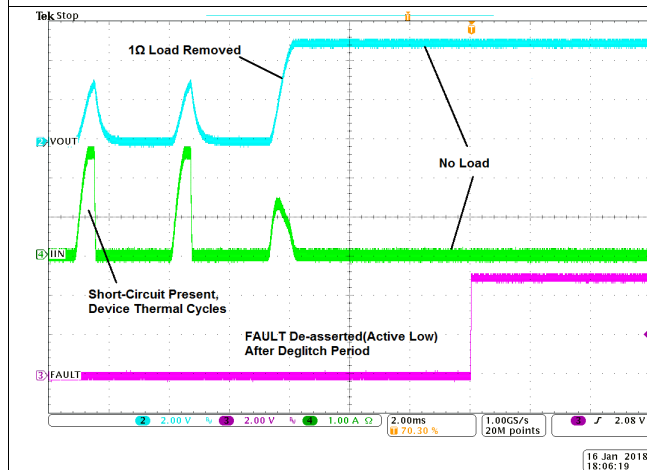 Tek Stop
1Ω Load Removed
2 VOUT
No Load
4 IIN
Short-Circuit Present,
Device Thermal Cycles
FAULT De-asserted(Active Low)
After Deglitch Period
3 FAULT
2 2.00 V 3 2.00 V 4 1.00 A Ω
2.00ms
T 70.30 %
1.00GS/s
20M points
3 2.08 V
16 Jan 2018
18:06:19